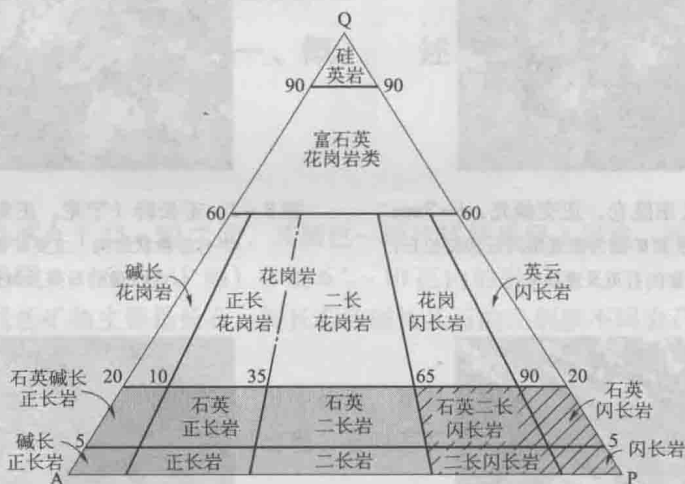 Q
硅
英岩
90 90
富石英
花岗岩类
60 60
碱长
花岗岩
花岗岩
正长
花岗岩
二长
花岗岩
花岗
闪长岩
英云
闪长岩
石英碱长
正长岩
20 10 35 65 90 20
石英
正长岩
石英
二长岩
石英二长
闪长岩
石英
闪长岩
碱长
正长岩
5 5
正长岩 二长岩 二长闪长岩 闪长岩
A P